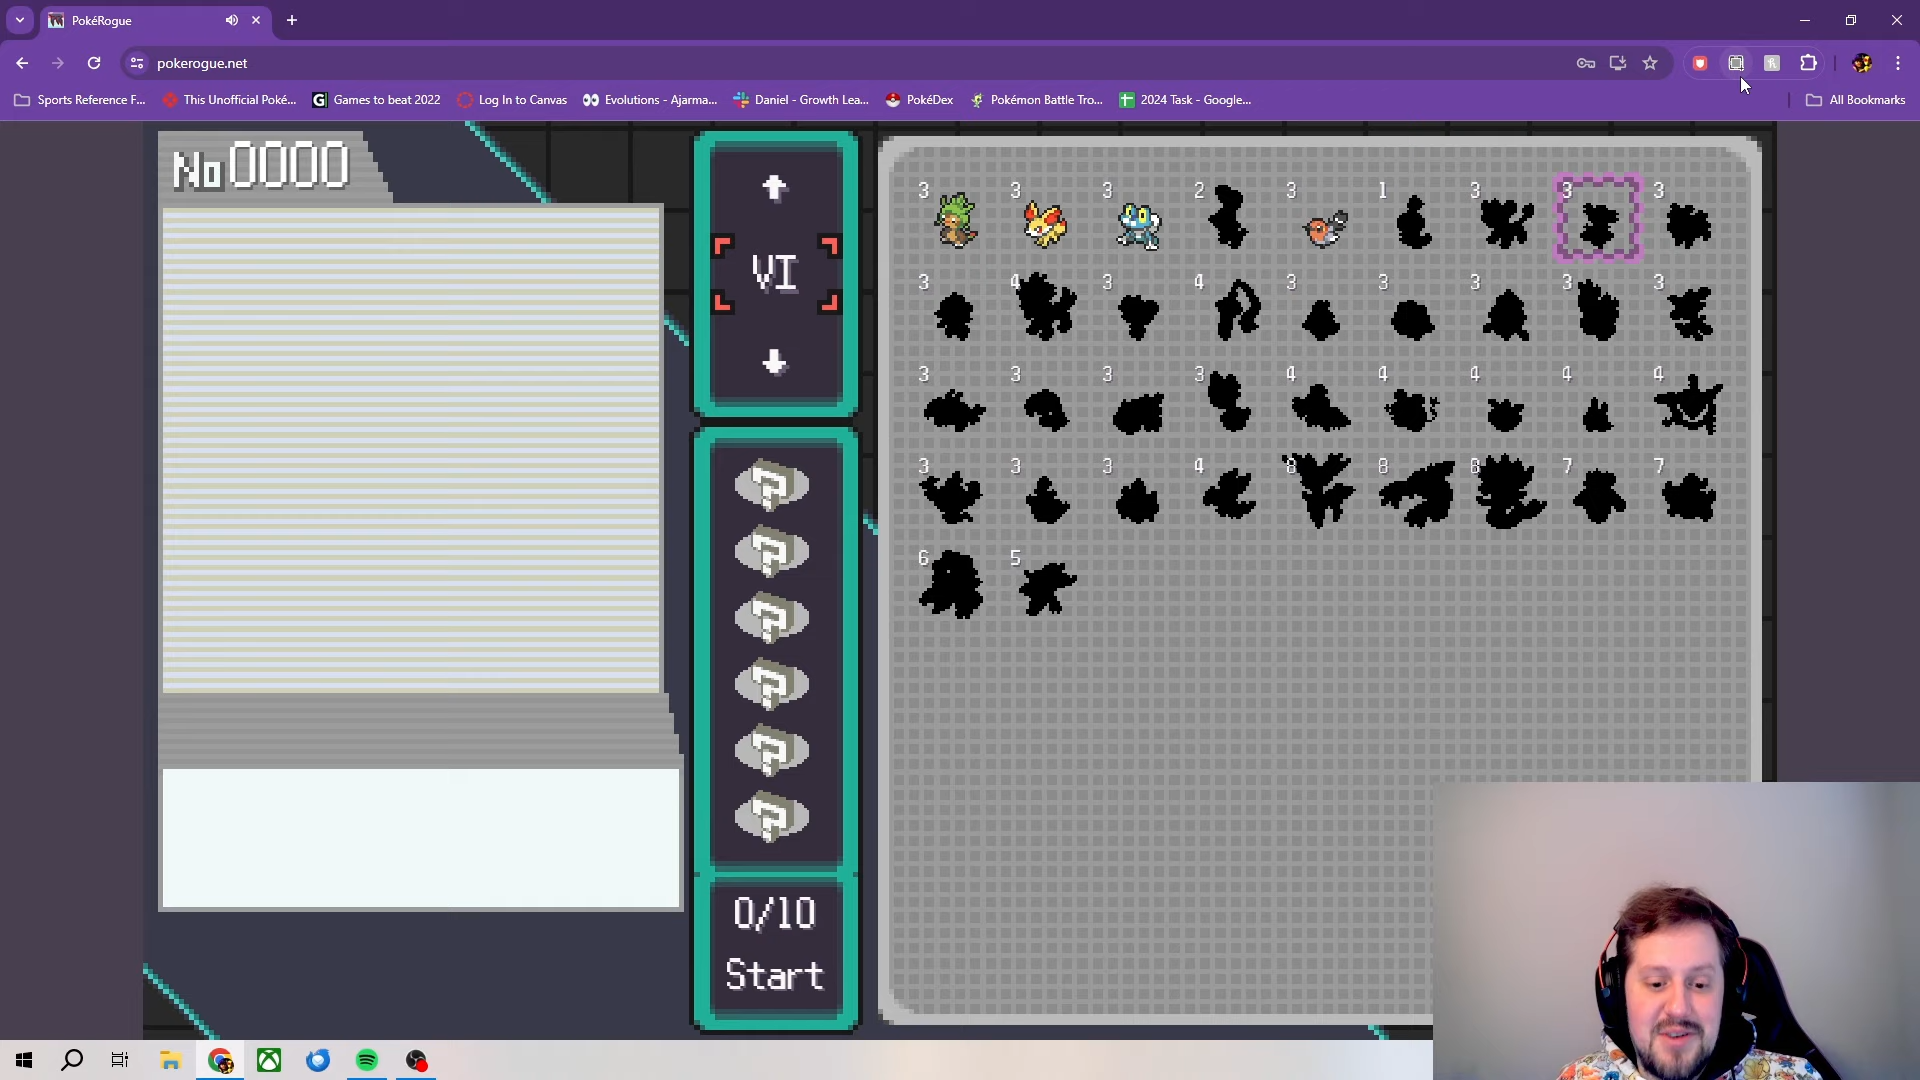 PokéRogue
pokerogue.net
Sports Reference F...
This Unofficial Poké...
Games to beat 2022
Log In to Canvas
Evolutions - Ajarma...
Daniel - Growth Lea...
PokéDex
Pokémon Battle Tro...
2024 Task - Google...
All Bookmarks
No0000
VI
0/10
Start
3 3 3 2 3 1 3 3 3
3 4 3 4 3 3 3 3 3
3 3 3 3 4 4 4 4 4
3 3 3 4 8 8 8 7 7
6 5